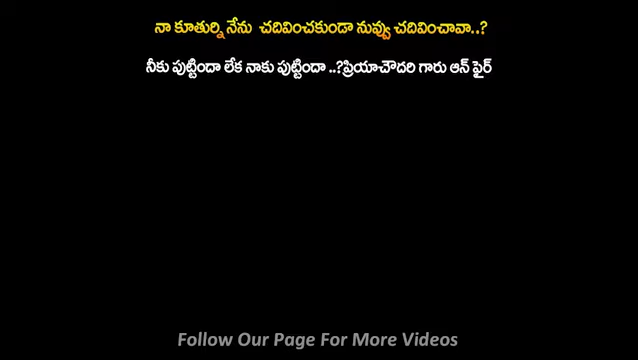 నా కూతుర్ని నేను చదివించకుండా నువ్వు చదివించావా..?
నీకు పుట్టిందా లేక నాకు పుట్టిందా ..?ప్రియాచౌదరి గారు ఆన్ ఫైర్
Follow Our Page For More Videos